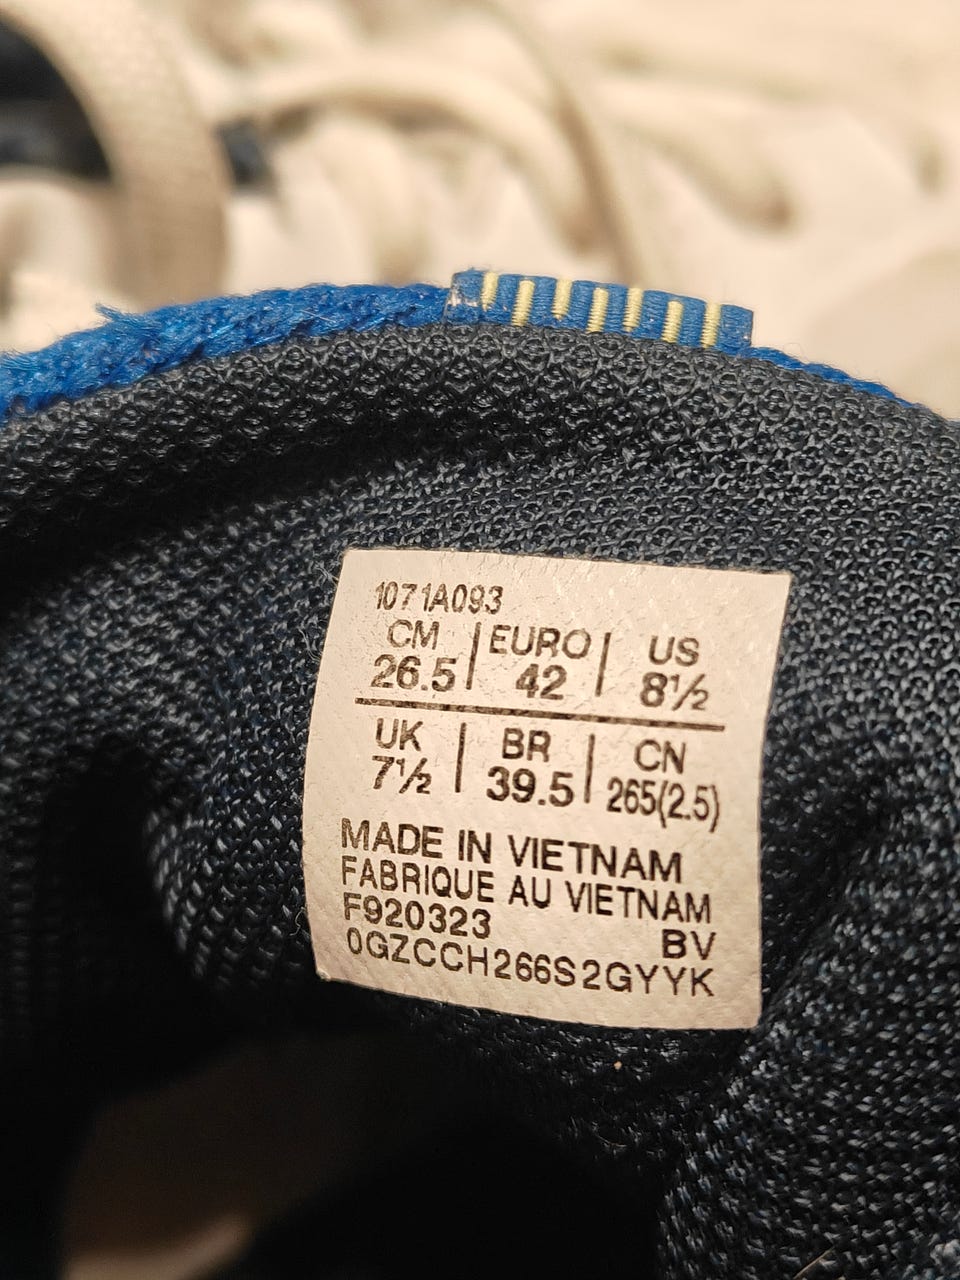 1071A093
CM | EURO | US
26.5 | 42 | 8½
UK | BR | CN
7½ | 39.5 | 265(2.5)
MADE IN VIETNAM
FABRIQUE AU VIETNAM
F920323 BV
0GZCCH266S2GYYK